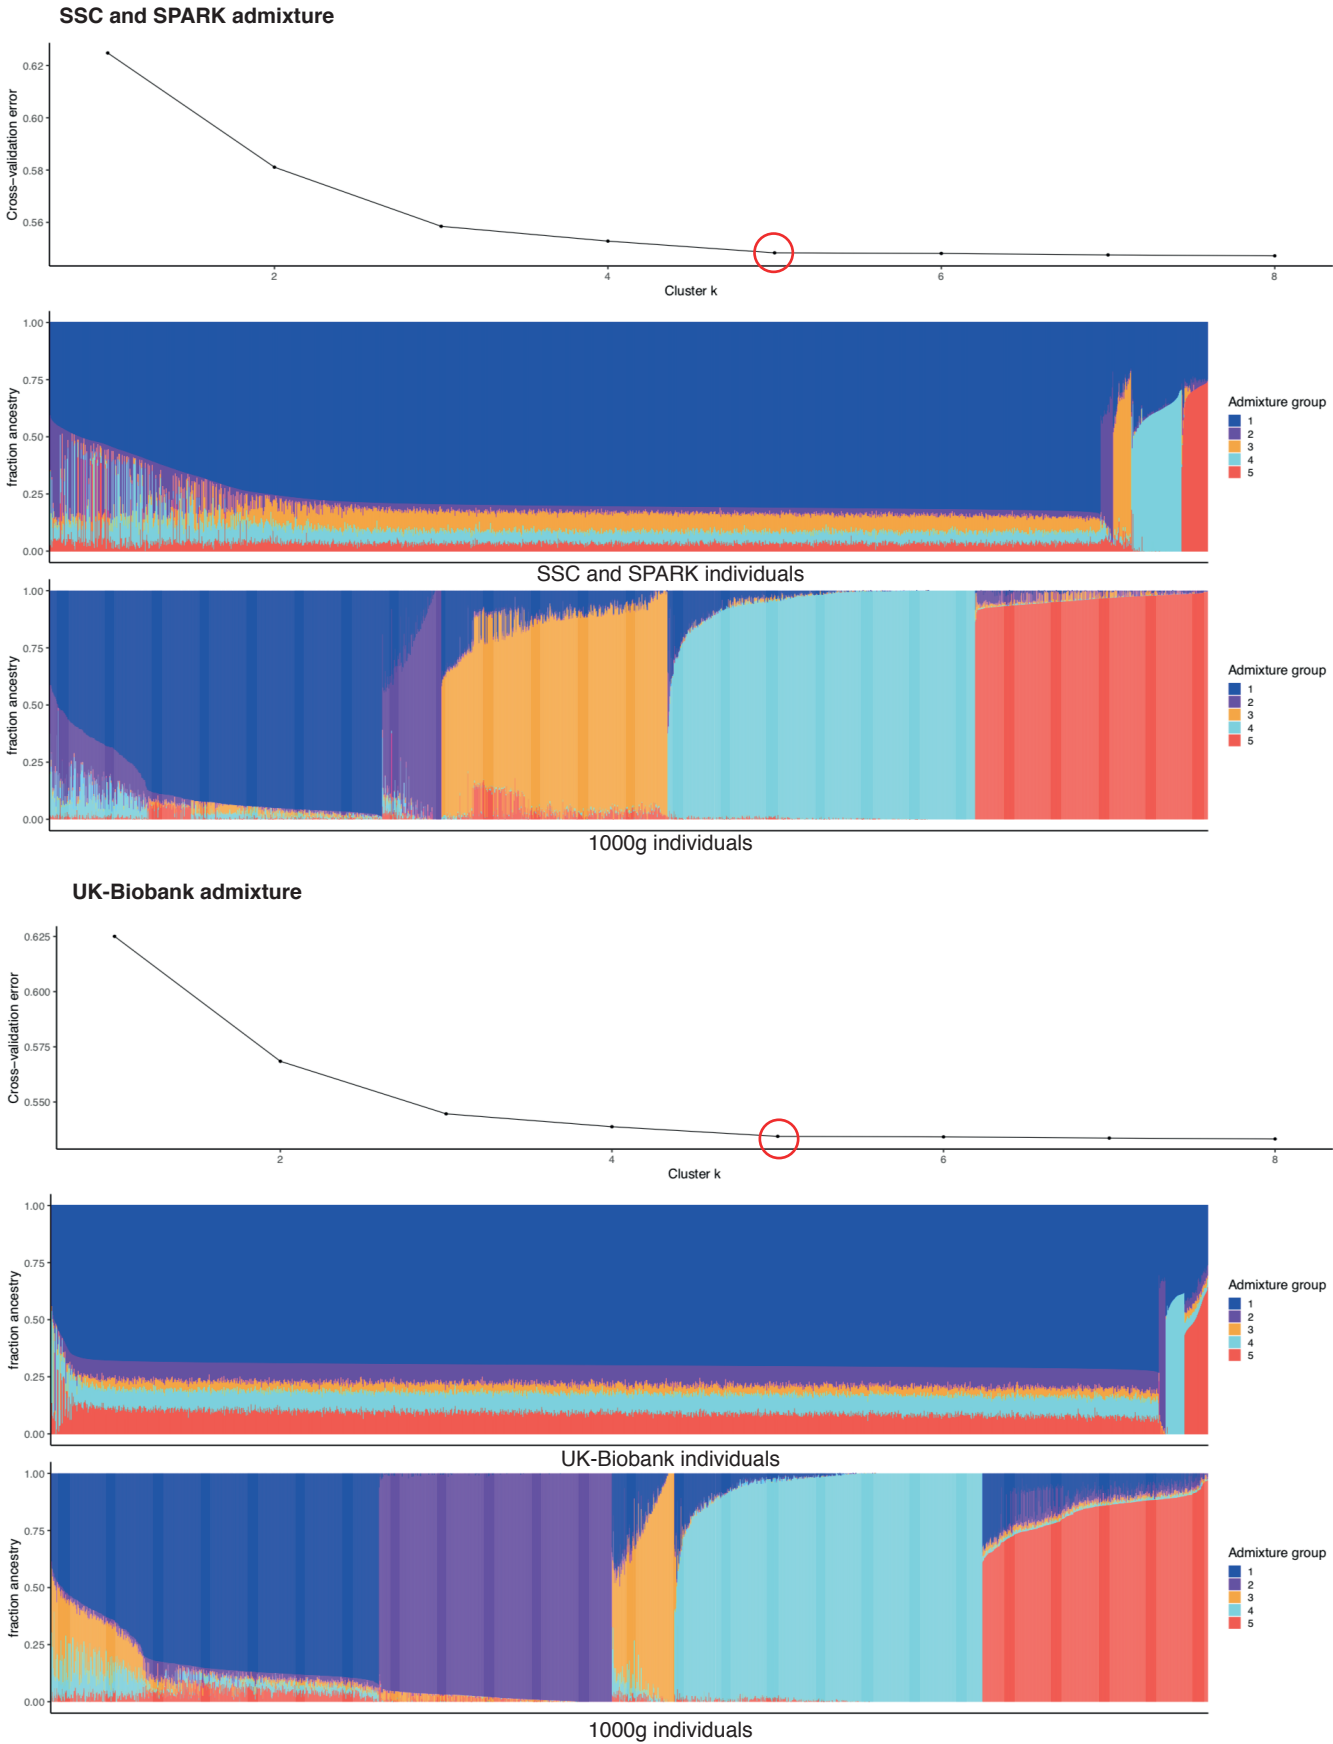 SSC and SPARK admixture
Cross-validation error
0.62
0.60
0.58
0.56
2 4 6 8
Cluster k
fraction ancestry
1.00
0.75
0.50
0.25
0.00
Admixture group
1
2
3
4
5
SSC and SPARK individuals
fraction ancestry
1.00
0.75
0.50
0.25
0.00
Admixture group
1
2
3
4
5
1000g individuals
UK-Biobank admixture
Cross-validation error
0.625
0.600
0.575
0.550
2 4 6 8
Cluster k
fraction ancestry
1.00
0.75
0.50
0.25
0.00
Admixture group
1
2
3
4
5
UK-Biobank individuals
fraction ancestry
1.00
0.75
0.50
0.25
0.00
Admixture group
1
2
3
4
5
1000g individuals